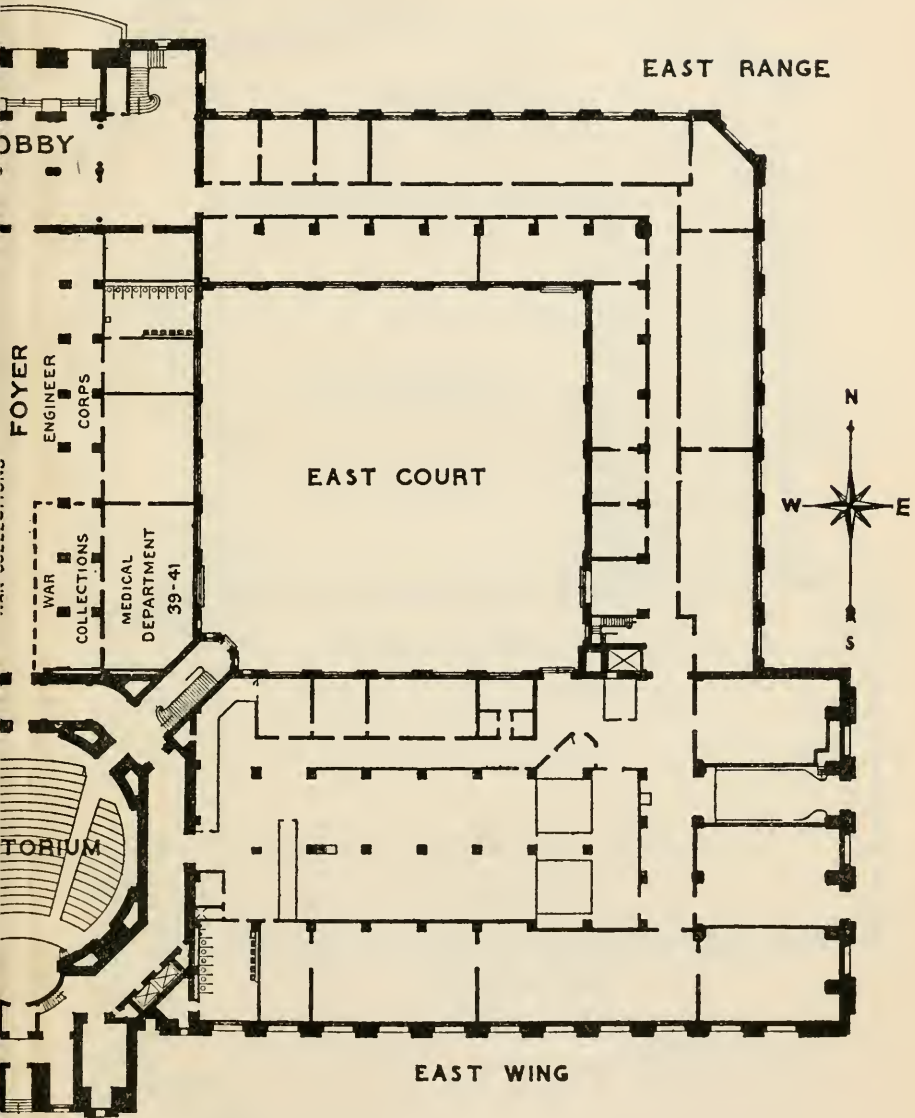 EAST RANGE
OBBY
FOYER
ENGINEER
CORPS
EAST COURT
N
W
E
S
WAR
COLLECTIONS
MEDICAL
DEPARTMENT
39-41
TORIUM
EAST WING